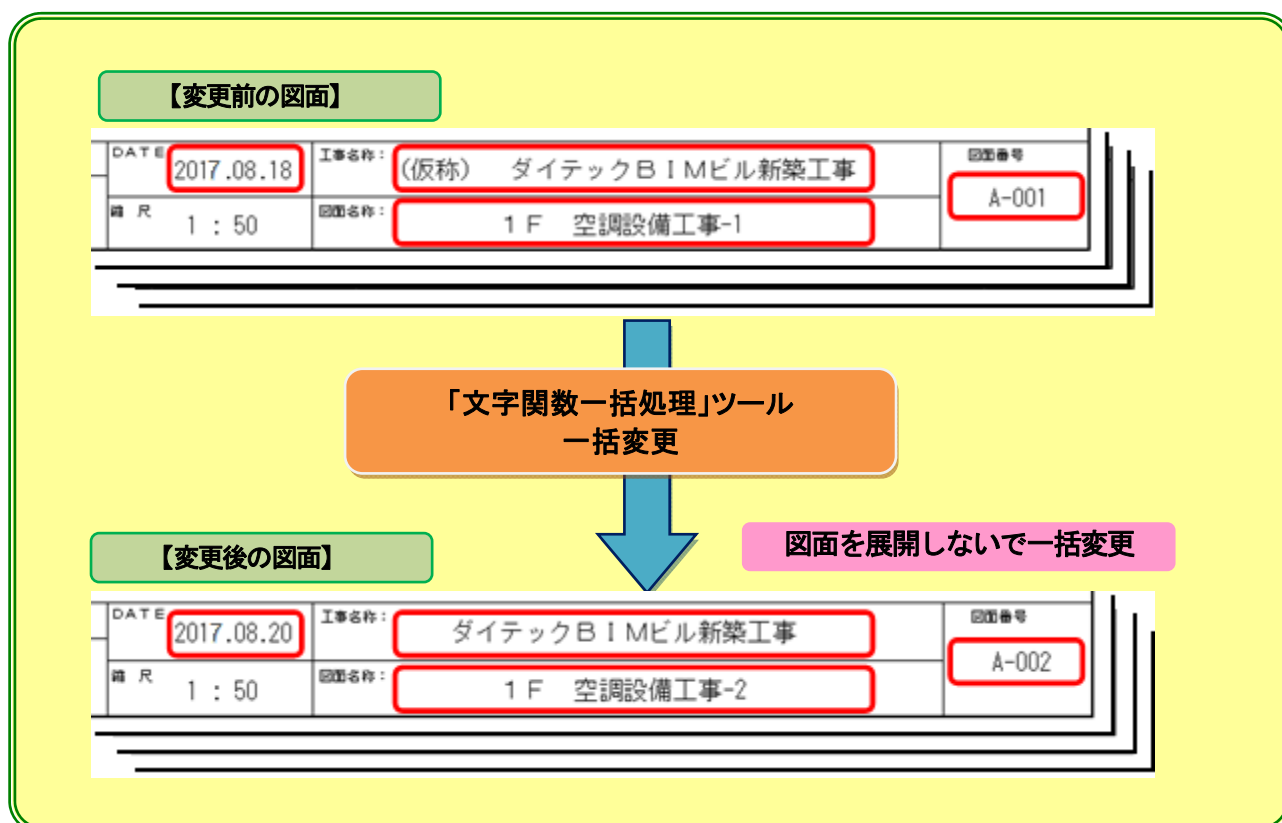 【変更前の図面】
DATE 2017.08.18 工事名称： (仮称)　ダイテックＢＩＭビル新築工事 図面番号
A-001
縮 尺 1 : 50 図面名称： １Ｆ　空調設備工事-1
「文字関数一括処理」ツール
一括変更
図面を展開しないで一括変更
【変更後の図面】
DATE 2017.08.20 工事名称： ダイテックＢＩＭビル新築工事 図面番号
A-002
縮 尺 1 : 50 図面名称： １Ｆ　空調設備工事-2